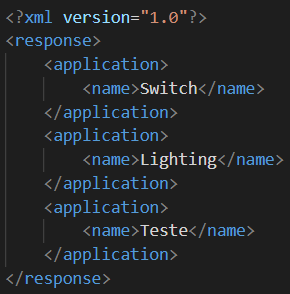 <?xml version="1.0"?>
<response>
    <application>
        <name>Switch</name>
    </application>
    <application>
        <name>Lighting</name>
    </application>
    <application>
        <name>Teste</name>
    </application>
</response>